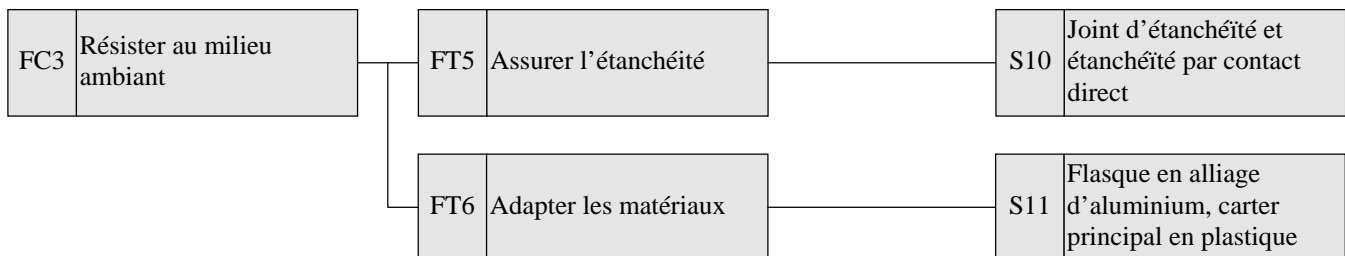 FC3
Résister au milieu
ambiant
FT5
Assurer l’étanchéité
S10
Joint d’étanchéïté et
étanchéïté par contact
direct
FT6
Adapter les matériaux
S11
Flasque en alliage
d’aluminium, carter
principal en plastique